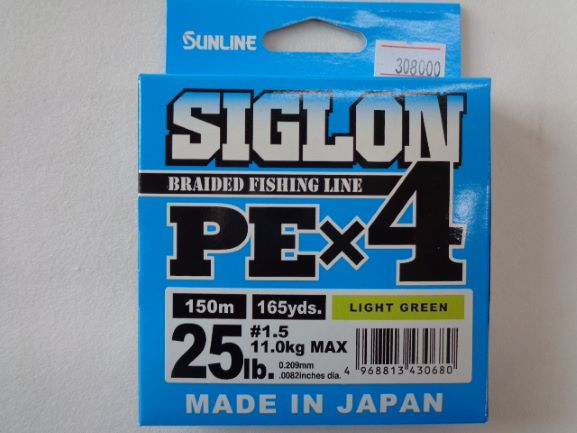 SUNLINE
308000
SIGLON
BRAIDED FISHING LINE
PE×4
150m 165yds. LIGHT GREEN
25lb. #1.5
11.0kg MAX
0.209mm
.0082inches dia.
4 968813 430680
MADE IN JAPAN